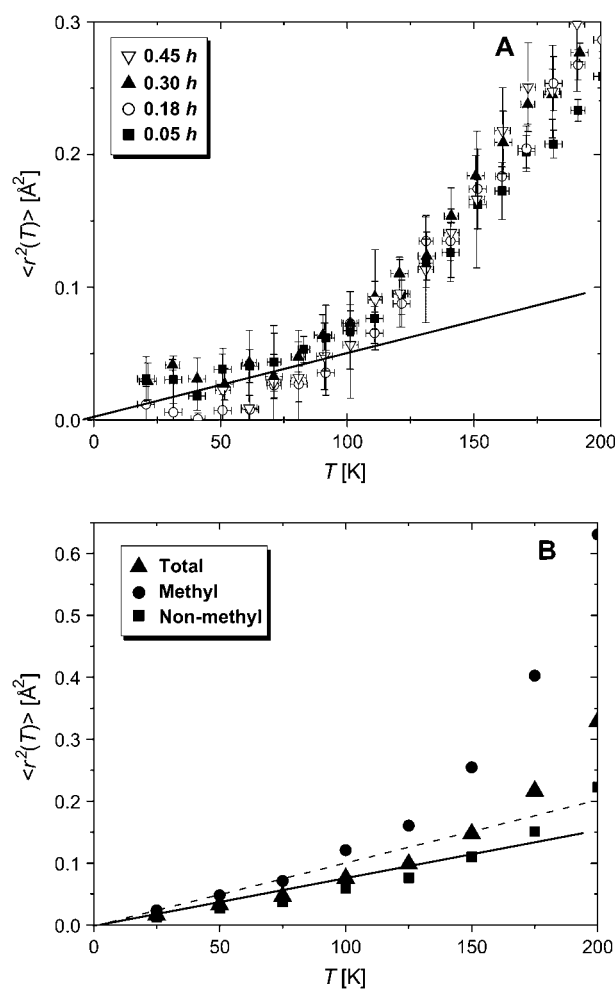 0.3
A
0.45 h
0.30 h
0.18 h
0.05 h
0.2
<r²(T)> [Å²]
0.1
0.0
0 50 100 150 200
T [K]
0.6
B
Total
Methyl
Non-methyl
0.5
0.4
<r²(T)> [Å²]
0.3
0.2
0.1
0.0
0 50 100 150 200
T [K]